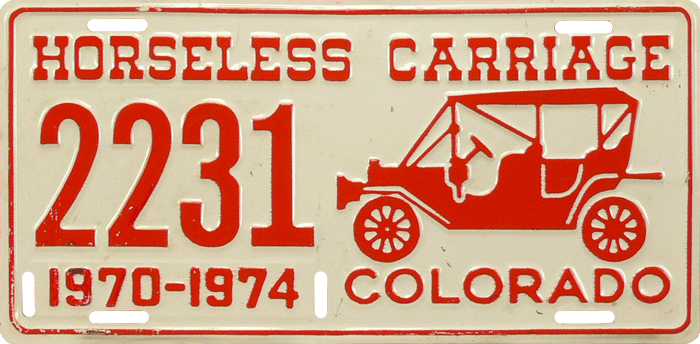 HORSELESS CARRIAGE
2231
1970-1974 COLORADO